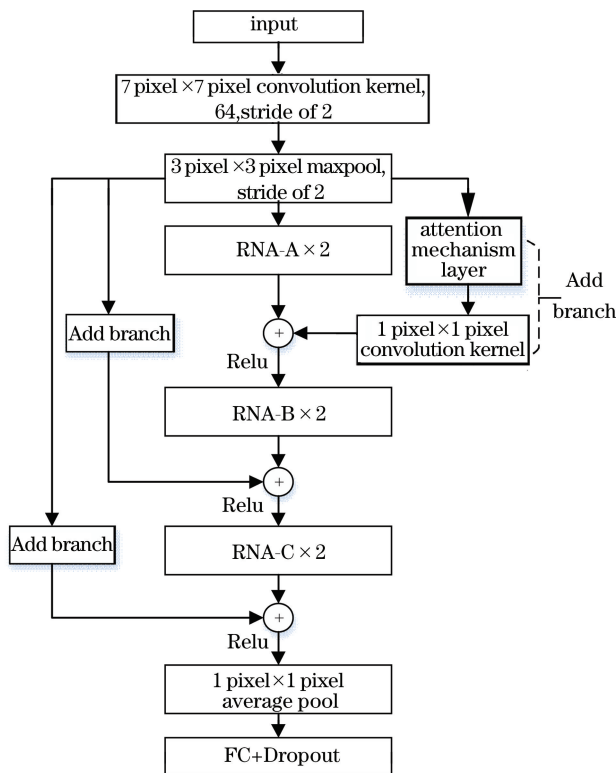 input
7 pixel×7 pixel convolution kernel,
64,stride of 2
3 pixel×3 pixel maxpool,
stride of 2
RNA-A×2
attention
mechanism
layer
Add
branch
Add branch
1 pixel×1 pixel
convolution kernel
+
Relu
RNA-B×2
+
Relu
Add branch
RNA-C×2
+
Relu
1 pixel×1 pixel
average pool
FC+Dropout